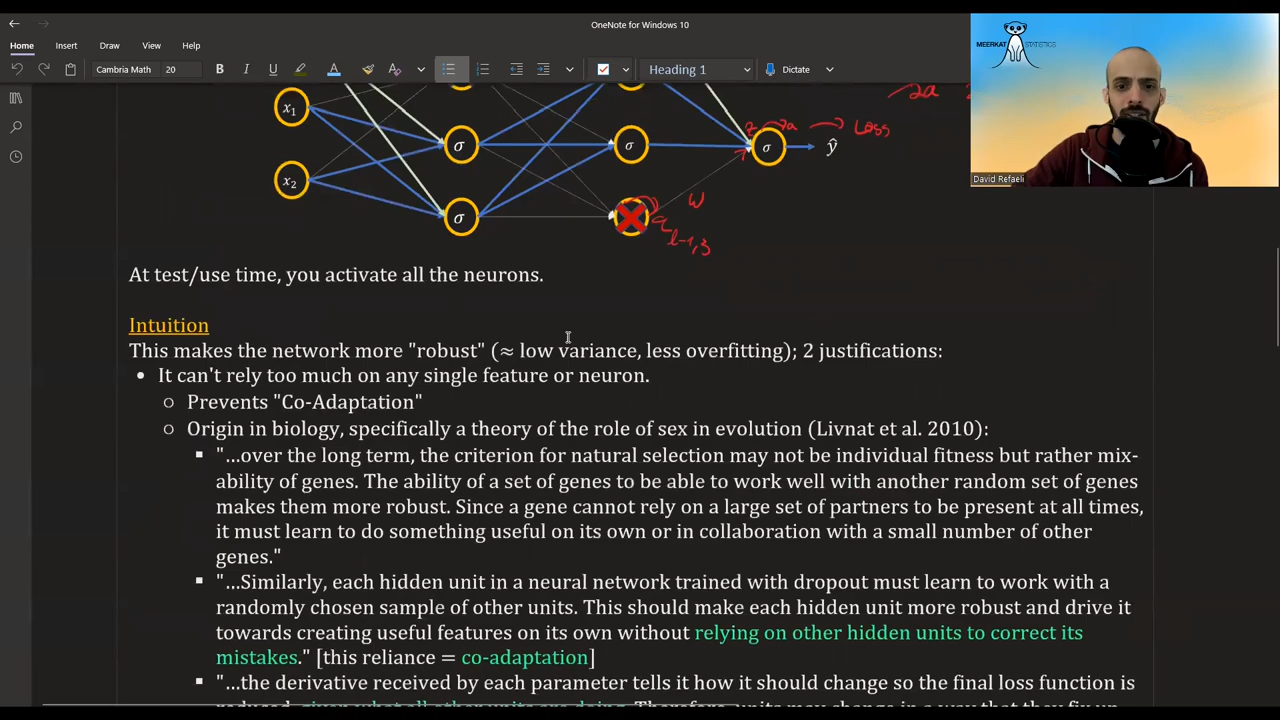 OneNote for Windows 10
Home Insert Draw View Help
Cambria Math 20 B I U A A Heading 1 Dictate
MEERKAT STATISTICS
David Refaeli
x1
x2
σ σ σ
σ
z a Loss
ŷ
2a
w
a l-1,3
At test/use time, you activate all the neurons.
Intuition
This makes the network more "robust" (≈ low variance, less overfitting); 2 justifications:
• It can't rely too much on any single feature or neuron.
○ Prevents "Co-Adaptation"
○ Origin in biology, specifically a theory of the role of sex in evolution (Livnat et al. 2010):
▪ "…over the long term, the criterion for natural selection may not be individual fitness but rather mix-
ability of genes. The ability of a set of genes to be able to work well with another random set of genes
makes them more robust. Since a gene cannot rely on a large set of partners to be present at all times,
it must learn to do something useful on its own or in collaboration with a small number of other
genes."
▪ "…Similarly, each hidden unit in a neural network trained with dropout must learn to work with a
randomly chosen sample of other units. This should make each hidden unit more robust and drive it
towards creating useful features on its own without relying on other hidden units to correct its
mistakes." [this reliance = co-adaptation]
▪ "…the derivative received by each parameter tells it how it should change so the final loss function is